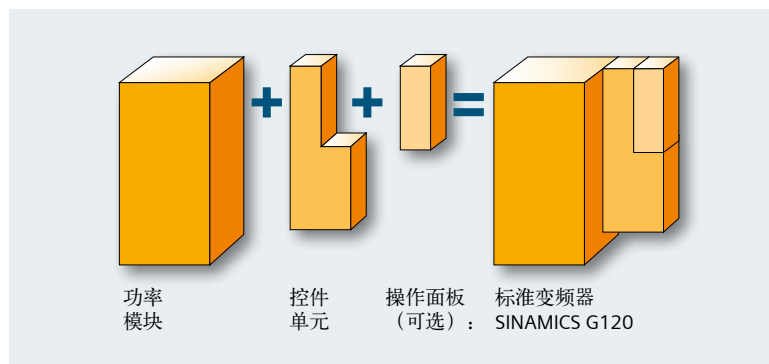 功率
模块
控件
单元
操作面板
（可选）：
标准变频器
SINAMICS G120